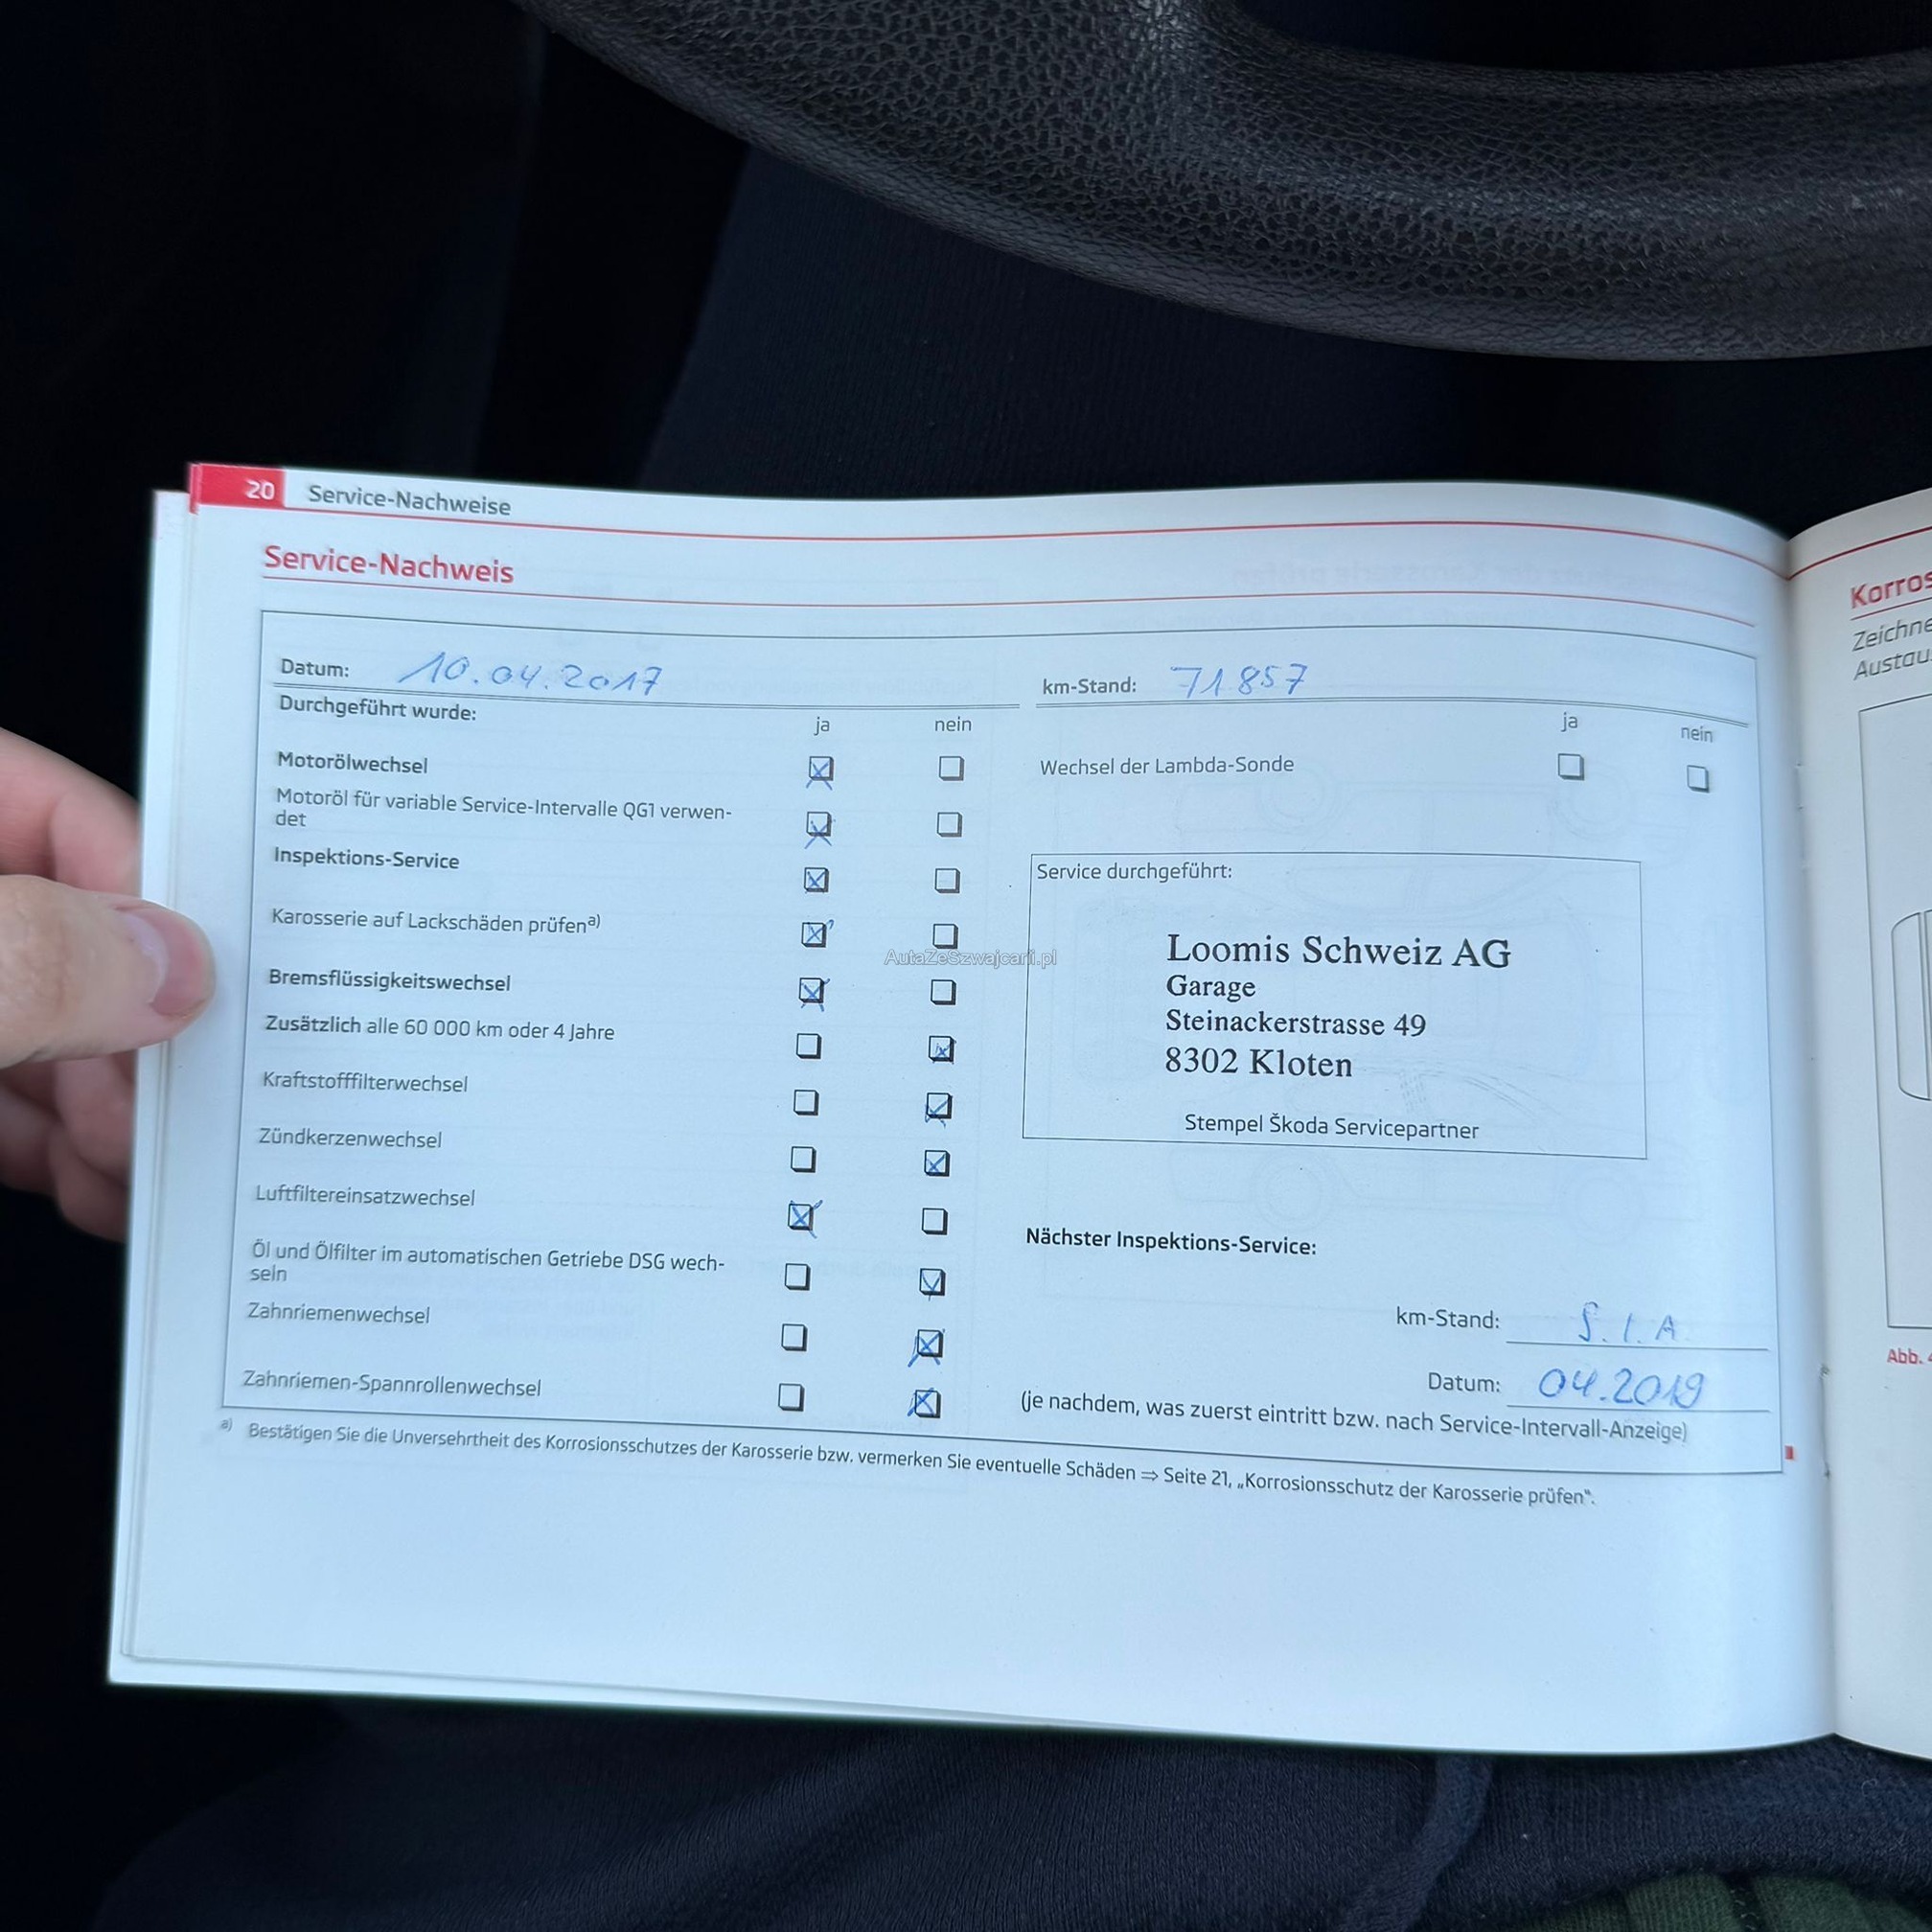 20 Service-Nachweise
Service-Nachweis
Datum: 10.04.2017
km-Stand: 71857
Durchgeführt wurde:
ja nein
ja nein
Motorölwechsel
Motoröl für variable Service-Intervalle QG1 verwen-
det
Inspektions-Service
Karosserie auf Lackschäden prüfena)
Bremsflüssigkeitswechsel
Zusätzlich alle 60 000 km oder 4 Jahre
Kraftstofffilterwechsel
Zündkerzenwechsel
Luftfiltereinsatzwechsel
Öl und Ölfilter im automatischen Getriebe DSG wech-
seln
Zahnriemenwechsel
Zahnriemen-Spannrollenwechsel
Wechsel der Lambda-Sonde
Service durchgeführt:
Loomis Schweiz AG
Garage
Steinackerstrasse 49
8302 Kloten
Stempel Škoda Servicepartner
Nächster Inspektions-Service:
km-Stand: S.I.A
Datum: 04.2019
(je nachdem, was zuerst eintritt bzw. nach Service-Intervall-Anzeige)
a) Bestätigen Sie die Unversehrtheit des Korrosionsschutzes der Karosserie bzw. vermerken Sie eventuelle Schäden ⇒ Seite 21, „Korrosionsschutz der Karosserie prüfen".
AutaZeSzwajcarii.pl
Korros
Zeichne
Austau
Abb.